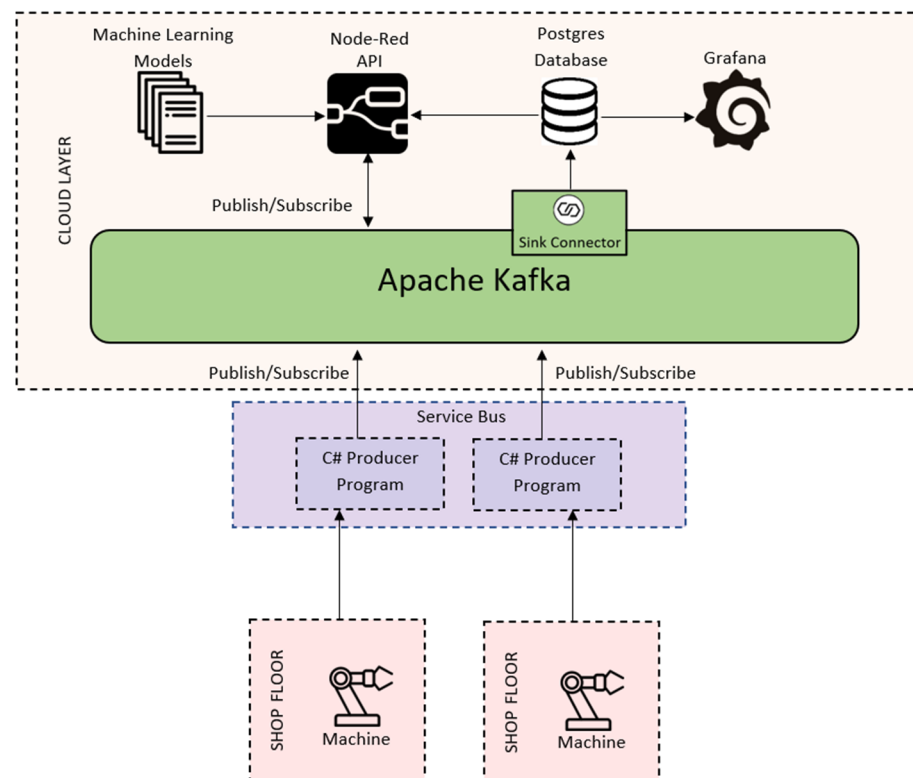 Machine Learning
Models
Node-Red
API
Postgres
Database
Grafana
CLOUD LAYER
Publish/Subscribe
Sink Connector
Apache Kafka
Publish/Subscribe
Publish/Subscribe
Service Bus
C# Producer
Program
C# Producer
Program
SHOP FLOOR
Machine
SHOP FLOOR
Machine